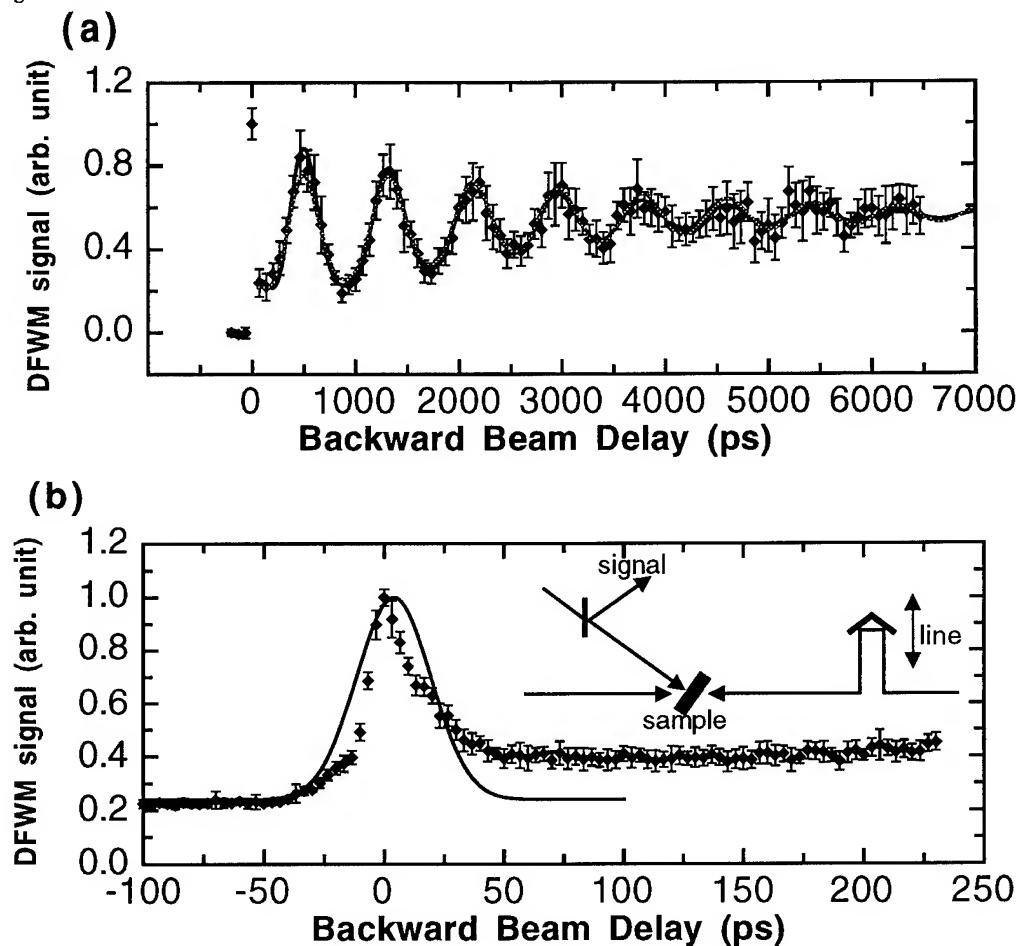 (a)
DFWM signal (arb. unit)
1.2
0.8
0.4
0.0
0 1000 2000 3000 4000 5000 6000 7000
Backward Beam Delay (ps)
(b)
DFWM signal (arb. unit)
1.2
1.0
0.8
0.6
0.4
0.2
0.0
signal
line
sample
-100 -50 0 50 100 150 200 250
Backward Beam Delay (ps)